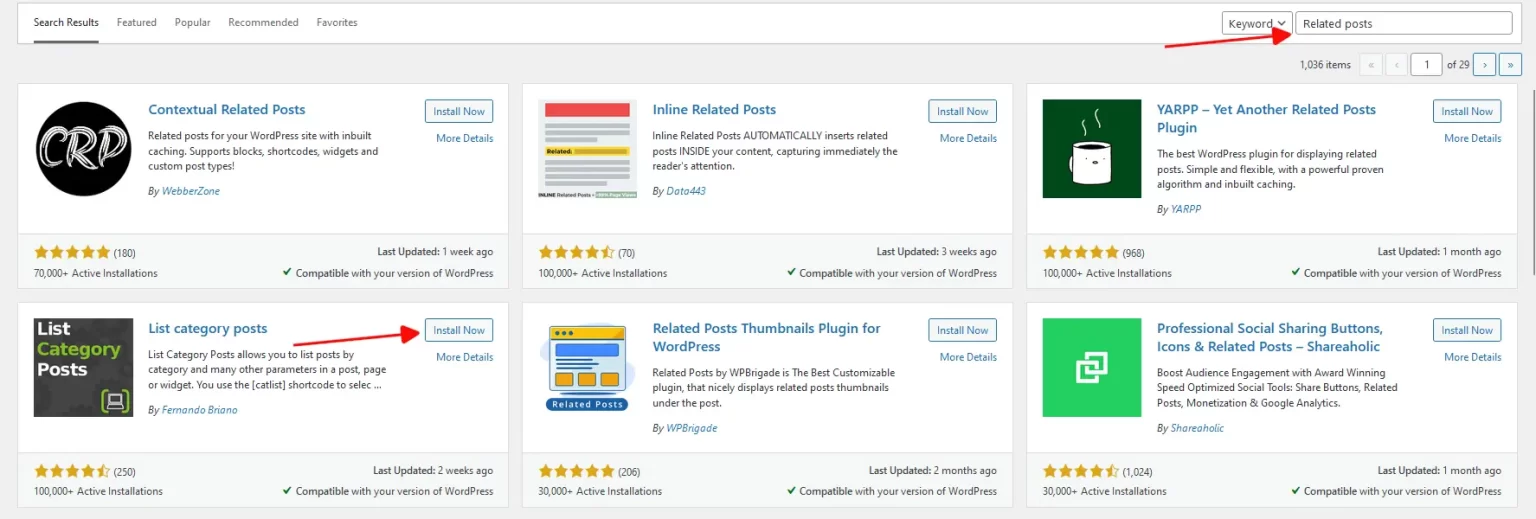 Search Results Featured Popular Recommended Favorites Keyword Related posts
1,036 items « ‹ 1 of 29 › »
CRP
Contextual Related Posts
Install Now
More Details
Related posts for your WordPress site with inbuilt
caching. Supports blocks, shortcodes, widgets and
custom post types!
By WebberZone
(180)
Last Updated: 1 week ago
70,000+ Active Installations
✔ Compatible with your version of WordPress
Related:
INLINE Related Posts =
Inline Related Posts
Install Now
More Details
Inline Related Posts AUTOMATICALLY inserts related
posts INSIDE your content, capturing immediately the
reader's attention.
By Data443
(70)
Last Updated: 3 weeks ago
100,000+ Active Installations
✔ Compatible with your version of WordPress
YARPP – Yet Another Related Posts
Plugin
Install Now
More Details
The best WordPress plugin for displaying related
posts. Simple and flexible, with a powerful proven
algorithm and inbuilt caching.
By YARPP
(968)
Last Updated: 1 month ago
100,000+ Active Installations
✔ Compatible with your version of WordPress
List
Category
Posts
List category posts
Install Now
More Details
List Category Posts allows you to list posts by
category and many other parameters in a post, page
or widget. You use the [catlist] shortcode to selec ...
By Fernando Briano
(250)
Last Updated: 2 weeks ago
100,000+ Active Installations
✔ Compatible with your version of WordPress
Related Posts
Related Posts Thumbnails Plugin for
WordPress
Install Now
More Details
Related Posts by WPBrigade is The Best Customizable
plugin, that nicely displays related posts thumbnails
under the post.
By WPBrigade
(206)
Last Updated: 2 months ago
30,000+ Active Installations
✔ Compatible with your version of WordPress
Professional Social Sharing Buttons,
Icons & Related Posts – Shareaholic
Install Now
More Details
Boost Audience Engagement with Award Winning
Speed Optimized Social Tools: Share Buttons, Related
Posts, Monetization & Google Analytics.
By Shareaholic
(1,024)
Last Updated: 1 month ago
30,000+ Active Installations
✔ Compatible with your version of WordPress